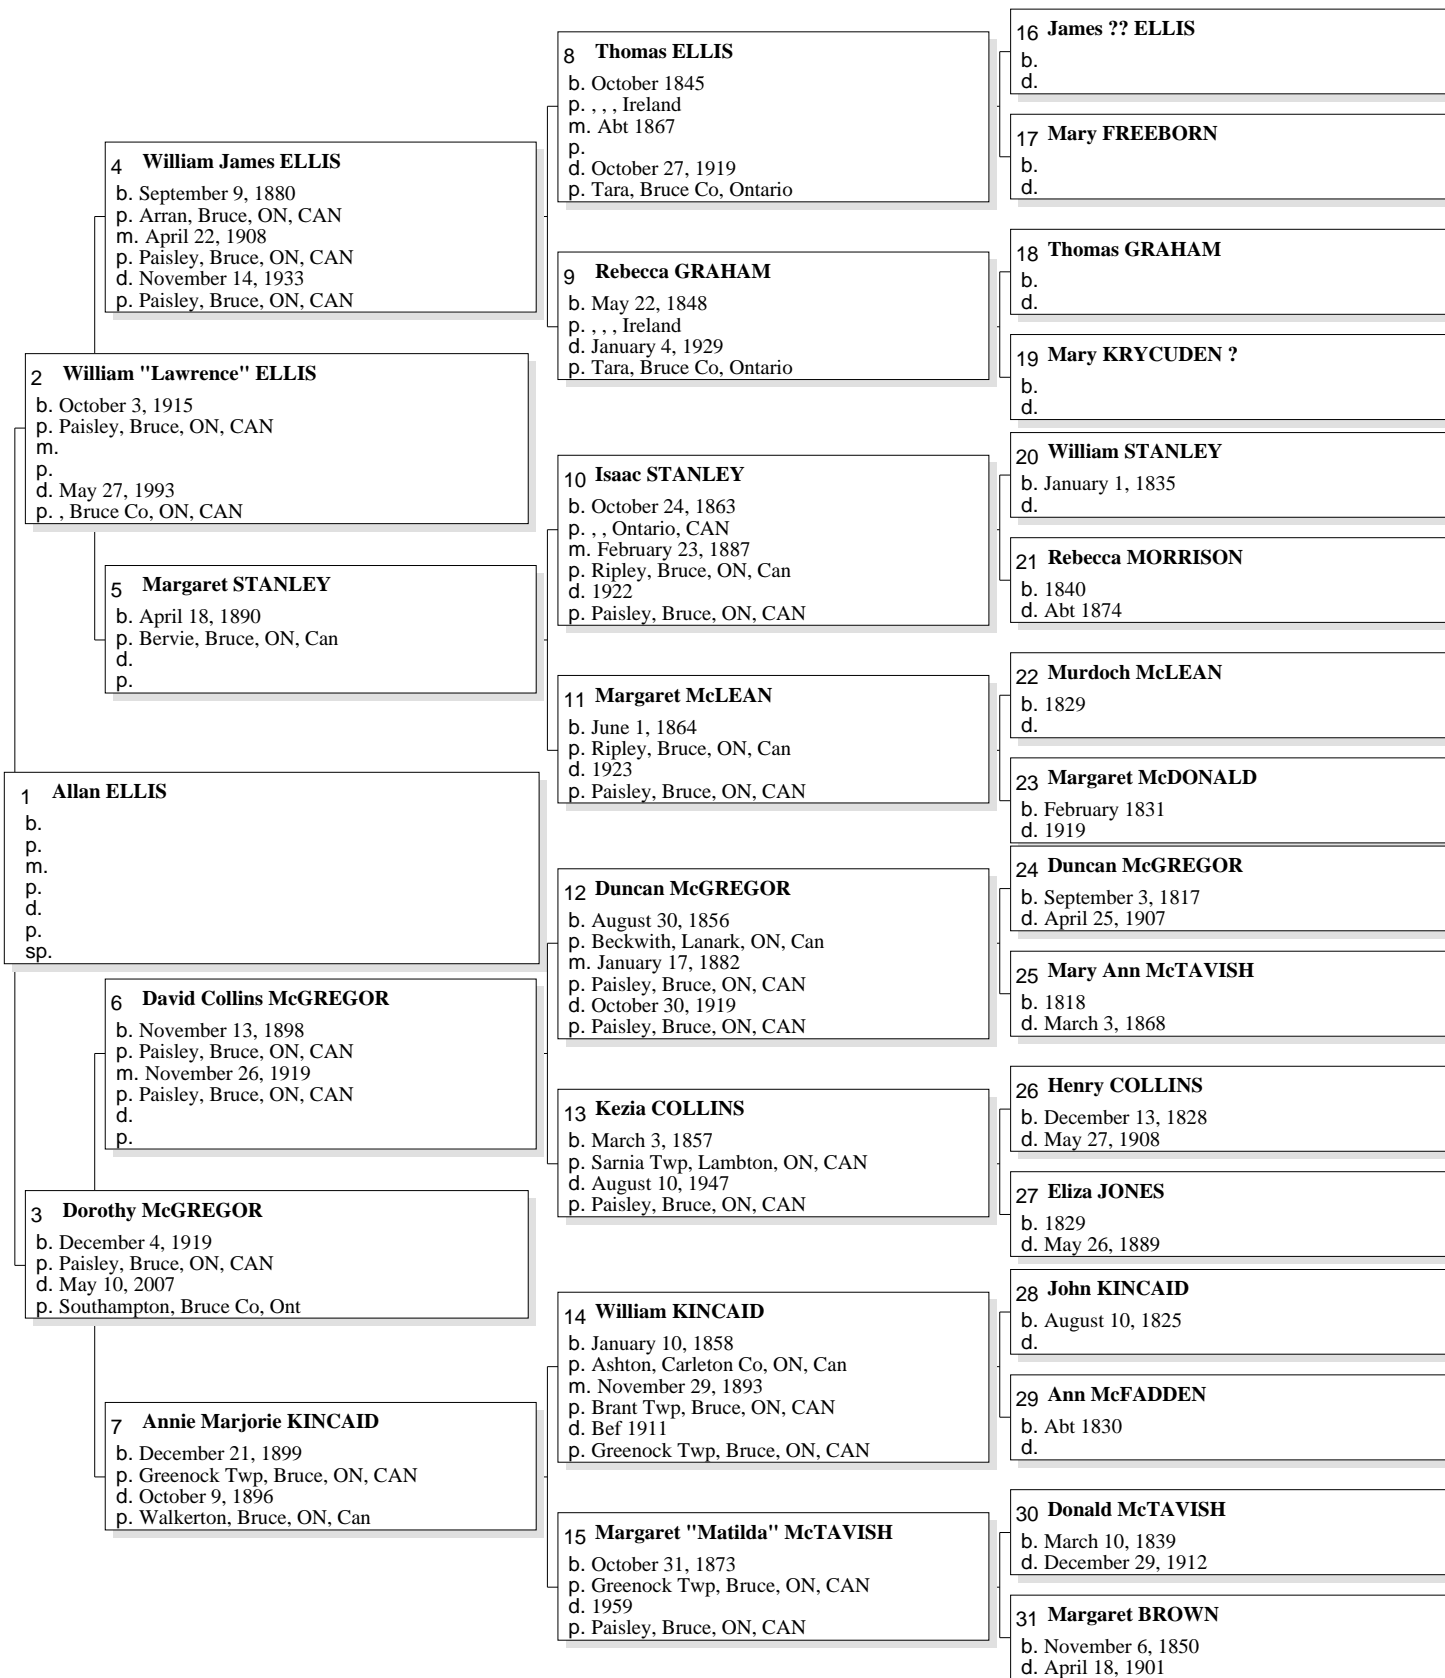 1 Allan ELLIS
b.
p.
m.
p.
d.
p.
sp.
2 William "Lawrence" ELLIS
b. October 3, 1915
p. Paisley, Bruce, ON, CAN
m.
p.
d. May 27, 1993
p. , Bruce Co, ON, CAN
3 Dorothy McGREGOR
b. December 4, 1919
p. Paisley, Bruce, ON, CAN
d. May 10, 2007
p. Southampton, Bruce Co, Ont
4 William James ELLIS
b. September 9, 1880
p. Arran, Bruce, ON, CAN
m. April 22, 1908
p. Paisley, Bruce, ON, CAN
d. November 14, 1933
p. Paisley, Bruce, ON, CAN
5 Margaret STANLEY
b. April 18, 1890
p. Bervie, Bruce, ON, Can
d.
p.
6 David Collins McGREGOR
b. November 13, 1898
p. Paisley, Bruce, ON, CAN
m. November 26, 1919
p. Paisley, Bruce, ON, CAN
d.
p.
7 Annie Marjorie KINCAID
b. December 21, 1899
p. Greenock Twp, Bruce, ON, CAN
d. October 9, 1896
p. Walkerton, Bruce, ON, Can
8 Thomas ELLIS
b. October 1845
p. , , , Ireland
m. Abt 1867
p.
d. October 27, 1919
p. Tara, Bruce Co, Ontario
9 Rebecca GRAHAM
b. May 22, 1848
p. , , , Ireland
d. January 4, 1929
p. Tara, Bruce Co, Ontario
10 Isaac STANLEY
b. October 24, 1863
p. , , Ontario, CAN
m. February 23, 1887
p. Ripley, Bruce, ON, Can
d. 1922
p. Paisley, Bruce, ON, CAN
11 Margaret McLEAN
b. June 1, 1864
p. Ripley, Bruce, ON, Can
d. 1923
p. Paisley, Bruce, ON, CAN
12 Duncan McGREGOR
b. August 30, 1856
p. Beckwith, Lanark, ON, Can
m. January 17, 1882
p. Paisley, Bruce, ON, CAN
d. October 30, 1919
p. Paisley, Bruce, ON, CAN
13 Kezia COLLINS
b. March 3, 1857
p. Sarnia Twp, Lambton, ON, CAN
d. August 10, 1947
p. Paisley, Bruce, ON, CAN
14 William KINCAID
b. January 10, 1858
p. Ashton, Carleton Co, ON, Can
m. November 29, 1893
p. Brant Twp, Bruce, ON, CAN
d. Bef 1911
p. Greenock Twp, Bruce, ON, CAN
15 Margaret "Matilda" McTAVISH
b. October 31, 1873
p. Greenock Twp, Bruce, ON, CAN
d. 1959
p. Paisley, Bruce, ON, CAN
16 James ?? ELLIS
b.
d.
17 Mary FREEBORN
b.
d.
18 Thomas GRAHAM
b.
d.
19 Mary KRYCUDEN ?
b.
d.
20 William STANLEY
b. January 1, 1835
d.
21 Rebecca MORRISON
b. 1840
d. Abt 1874
22 Murdoch McLEAN
b. 1829
d.
23 Margaret McDONALD
b. February 1831
d. 1919
24 Duncan McGREGOR
b. September 3, 1817
d. April 25, 1907
25 Mary Ann McTAVISH
b. 1818
d. March 3, 1868
26 Henry COLLINS
b. December 13, 1828
d. May 27, 1908
27 Eliza JONES
b. 1829
d. May 26, 1889
28 John KINCAID
b. August 10, 1825
d.
29 Ann McFADDEN
b. Abt 1830
d.
30 Donald McTAVISH
b. March 10, 1839
d. December 29, 1912
31 Margaret BROWN
b. November 6, 1850
d. April 18, 1901